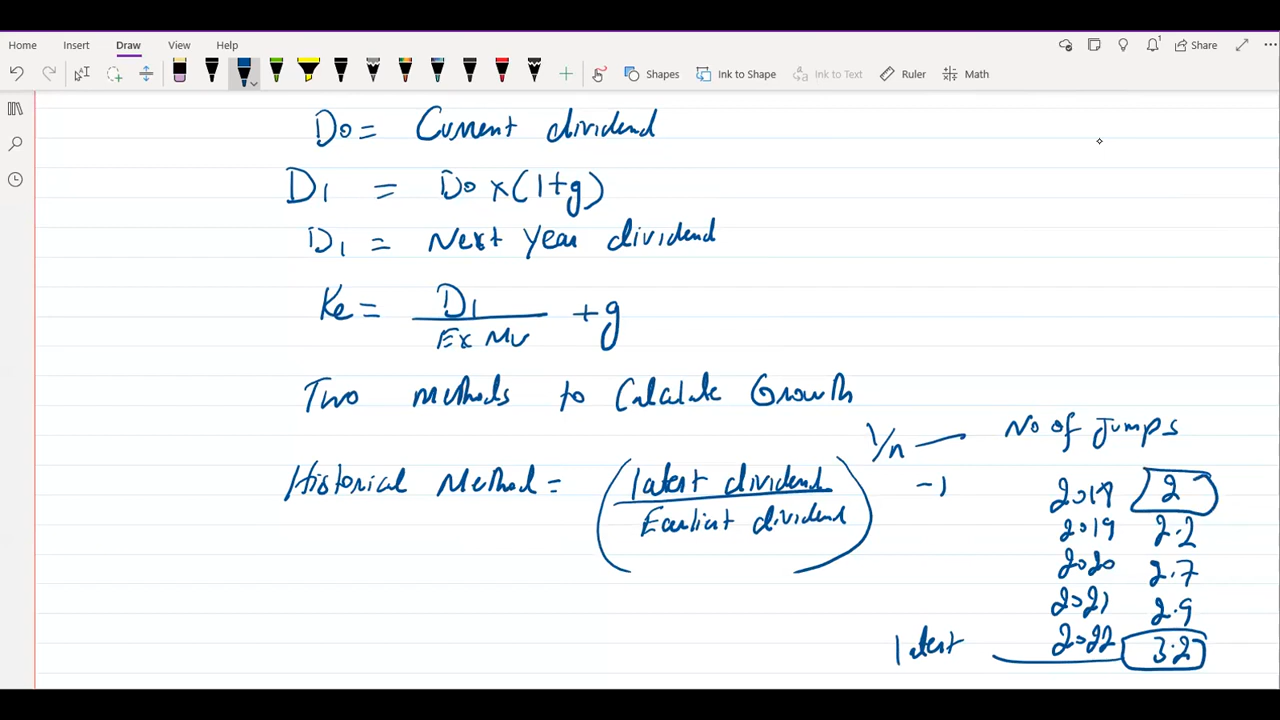 Home Insert Draw View Help
Share
Shapes Ink to Shape Ink to Text Ruler Math
Do = Current dividend
D1 = Do x (1+g)
D1 = Next year dividend
Ke = D1 / Ex Mv + g
Two methods to Calculate Growth
Historical Method = (latest dividend / Earliest dividend) 1/n - 1
No of Jumps
2018 2
2019 2.2
2020 2.7
2021 2.9
latest 2022 3.2